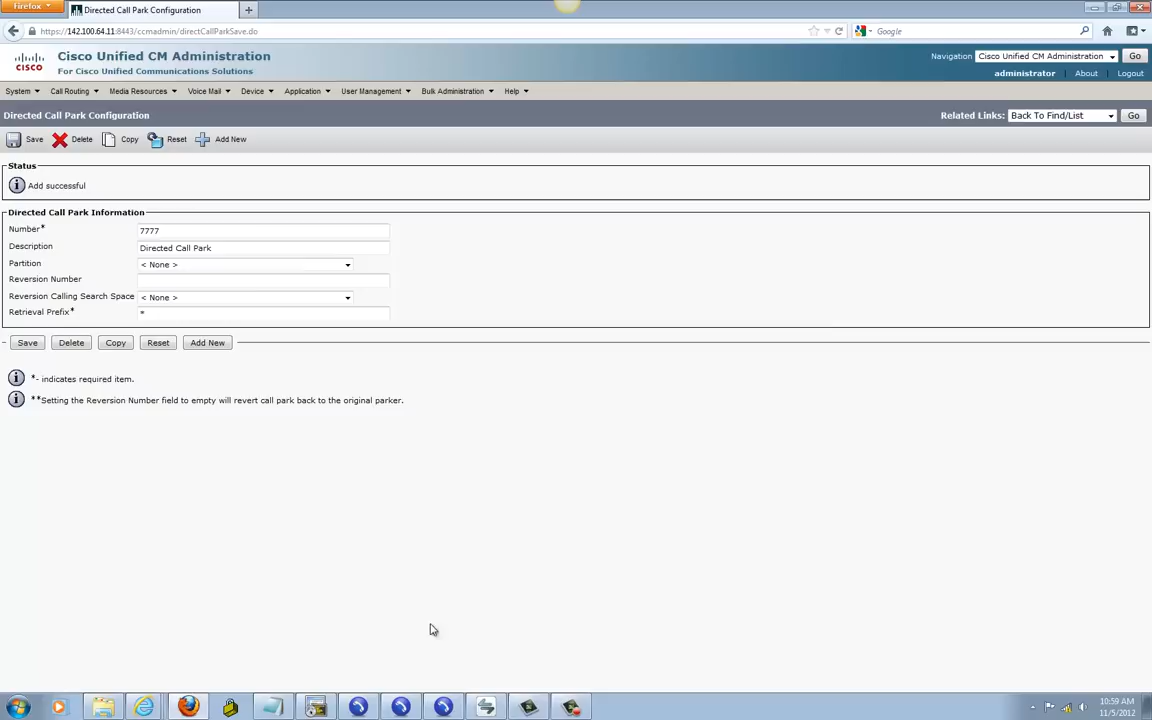 Firefox
Directed Call Park Configuration
https://142.100.64.11:8443/ccmadmin/directCallParkSave.do
Google
CISCO
Cisco Unified CM Administration
For Cisco Unified Communications Solutions
Navigation Cisco Unified CM Administration Go
administrator About Logout
System Call Routing Media Resources Voice Mail Device Application User Management Bulk Administration Help
Directed Call Park Configuration
Related Links: Back To Find/List Go
Save Delete Copy Reset Add New
Status
Add successful
Directed Call Park Information
Number* 7777
Description Directed Call Park
Partition < None >
Reversion Number
Reversion Calling Search Space < None >
Retrieval Prefix* *
Save Delete Copy Reset Add New
*- indicates required item.
**Setting the Reversion Number field to empty will revert call park back to the original parker.
10:59 AM
11/5/2012